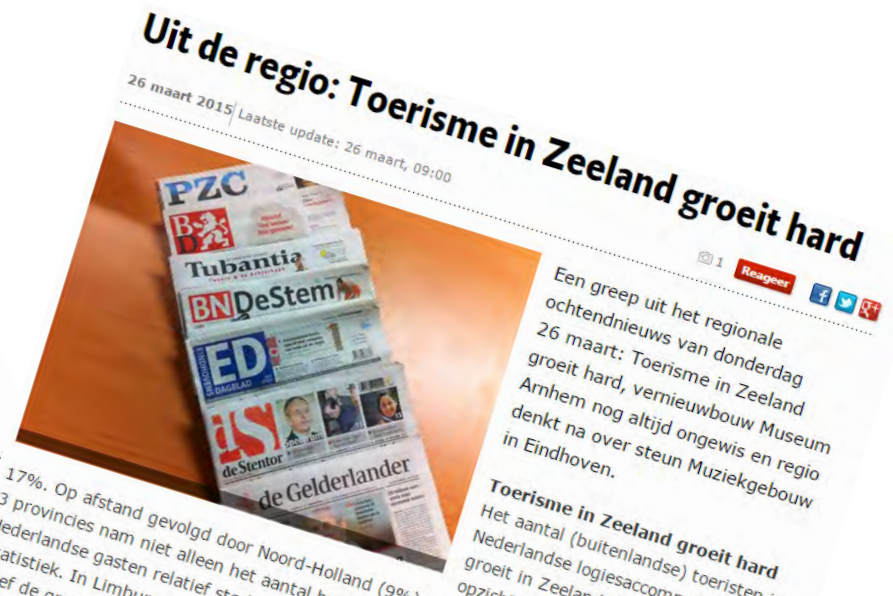 Uit de regio: Toerisme in Zeeland groeit hard
26 maart 2015 Laatste update: 26 maart, 09:00
1 Reageer
PZC
BD
Tubantia
BN DeStem
EINDHOVENS
ED
DAGBLAD
dS
de Stentor
de Gelderlander
Een greep uit het regionale
ochtendnieuws van donderdag
26 maart: Toerisme in Zeeland
groeit hard, vernieuwbouw Museum
Arnhem nog altijd ongewis en regio
denkt na over steun Muziekgebouw
in Eindhoven.
Toerisme in Zeeland groeit hard
Het aantal (buitenlandse) toeristen
Nederlandse
groeit in
17%. Op afstand gevolgd door Noord-Holland (9%)
3 provincies nam niet alleen het aantal
gasten relatief
In